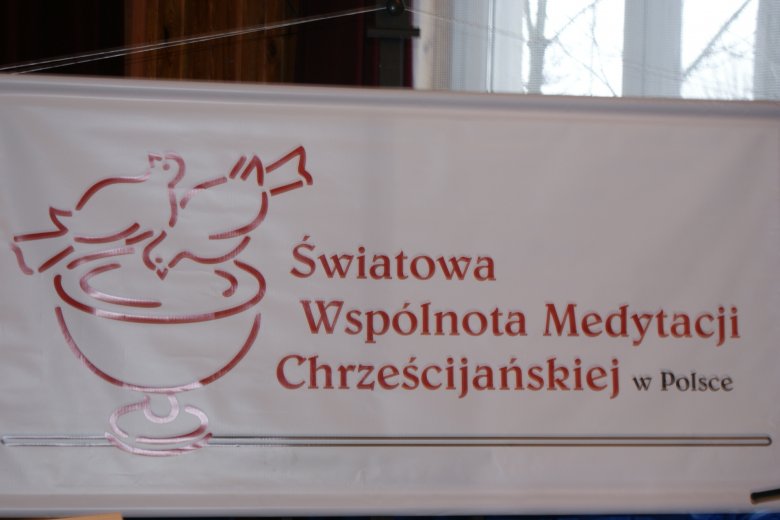 Światowa
Wspólnota Medytacji
Chrześcijańskiej w Polsce